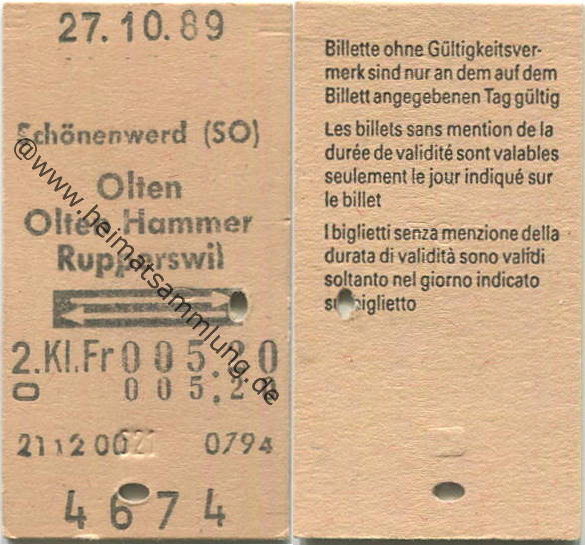 27.10.89
Schönenwerd (SO)
Olten
Olten Hammer
Rupperswil
2.Kl.Fr 005.20
005.20
2112 00 621 0794
4674
@www.heimatsammlung.de
Billette ohne Gültigkeitsver-
merk sind nur an dem auf dem
Billett angegebenen Tag gültig
Les billets sans mention de la
durée de validité sont valables
seulement le jour indiqué sur
le billet
I biglietti senza menzione della
durata di validità sono validi
soltanto nel giorno indicato
sul biglietto